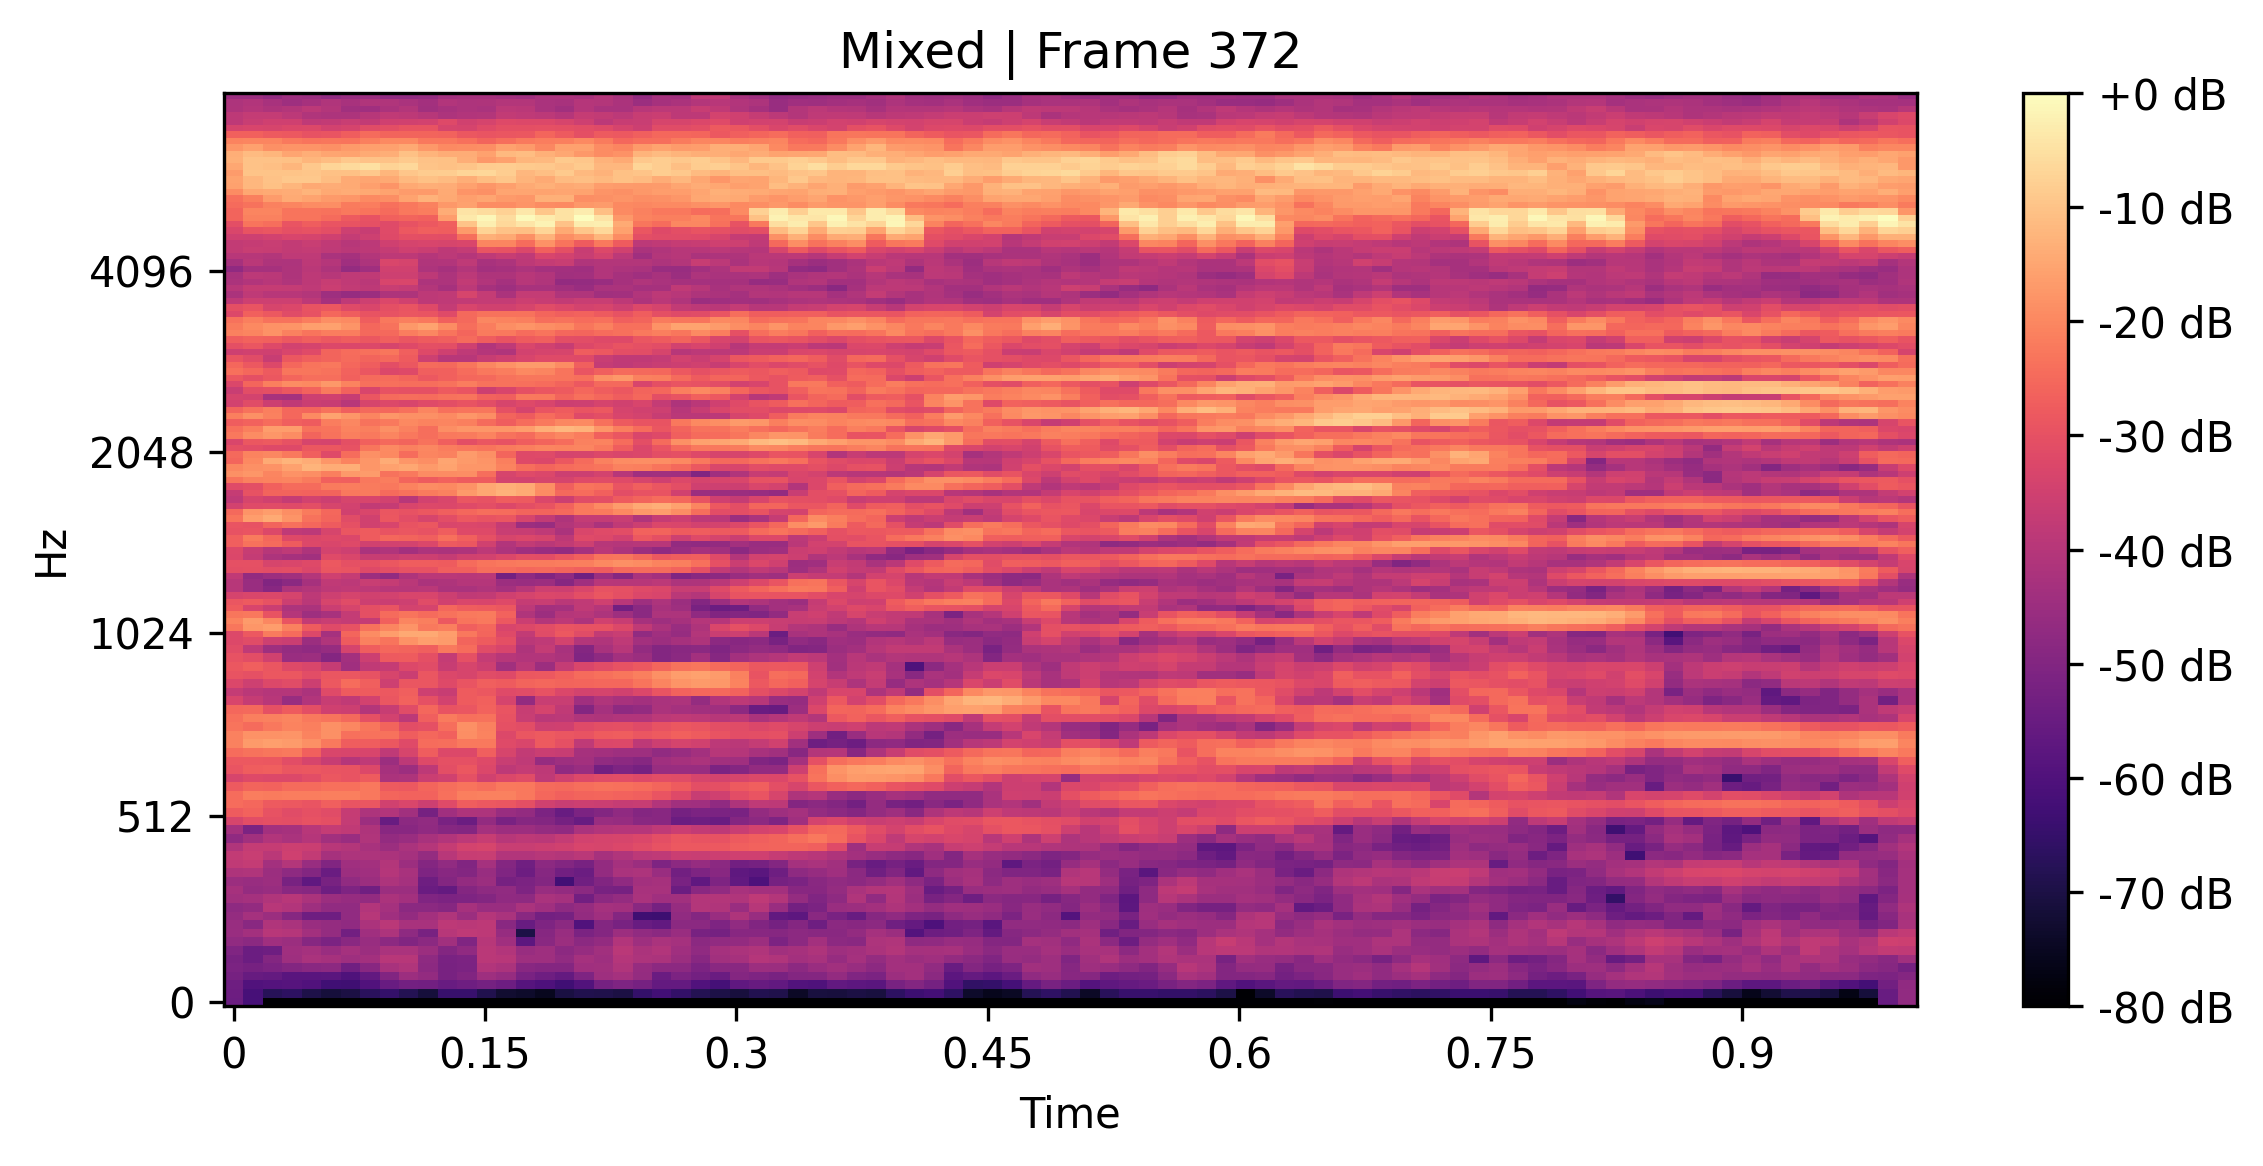 Mixed | Frame 372
+0 dB
-10 dB
-20 dB
-30 dB
-40 dB
-50 dB
-60 dB
-70 dB
-80 dB
Hz
4096
2048
1024
512
0
0 0.15 0.3 0.45 0.6 0.75 0.9
Time